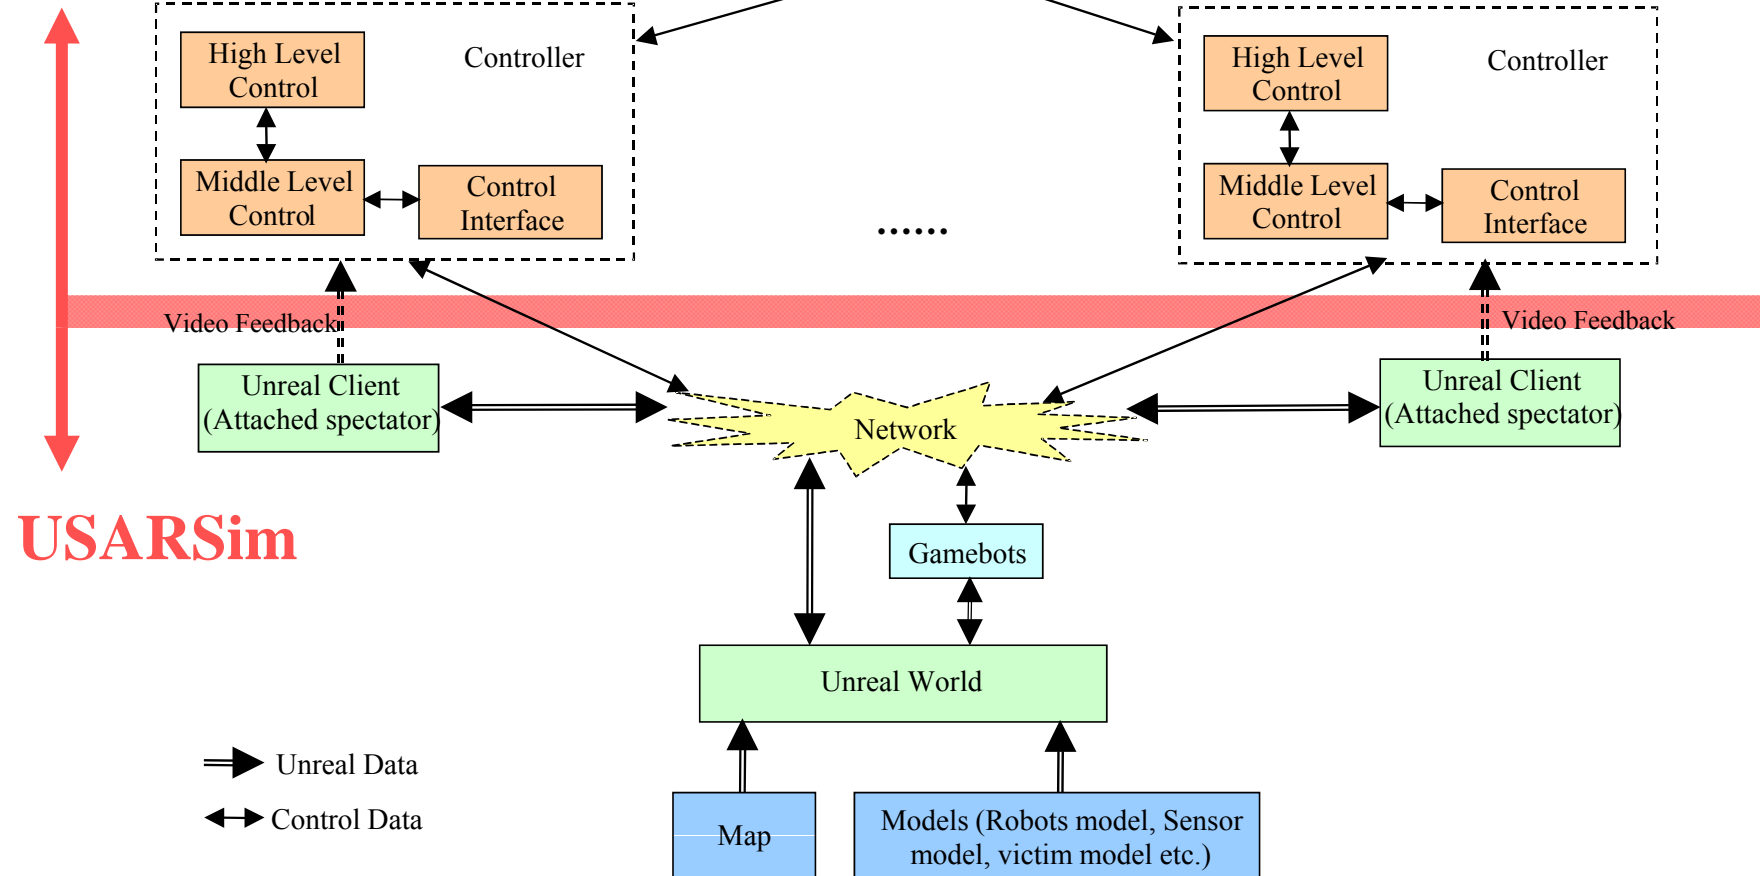 High Level
Control
Controller
Middle Level
Control
Control
Interface
High Level
Control
Controller
Middle Level
Control
Control
Interface
......
Video Feedback
Video Feedback
Unreal Client
(Attached spectator)
Network
Unreal Client
(Attached spectator)
USARSim
Gamebots
Unreal World
Unreal Data
Control Data
Map
Models (Robots model, Sensor
model, victim model etc.)